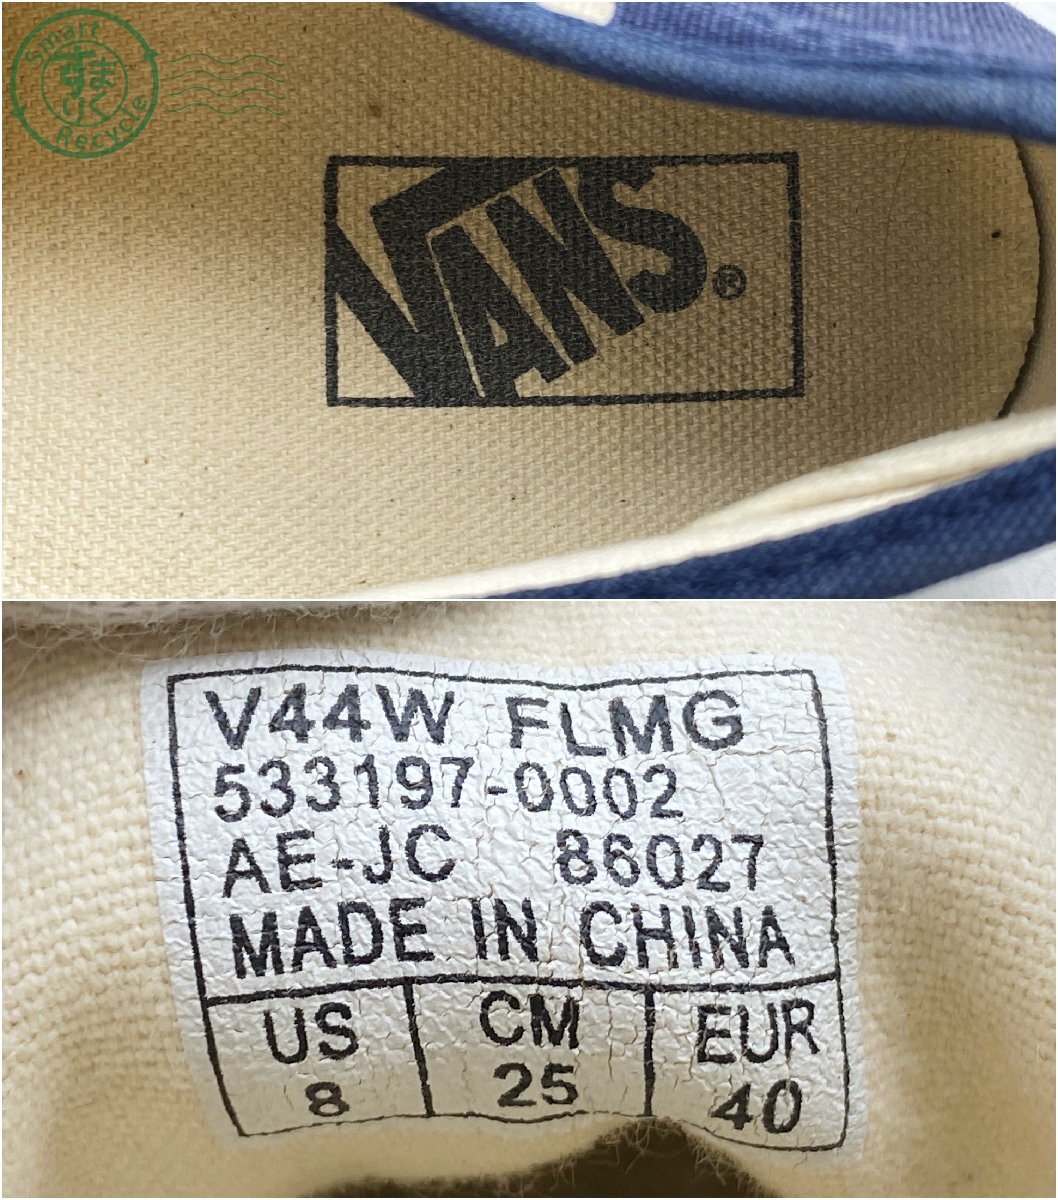 Smart
すまいく
Recycle
VANS®
V44W FLMG
533197-0002
AE-JC 86027
MADE IN CHINA
US CM EUR
8 25 40